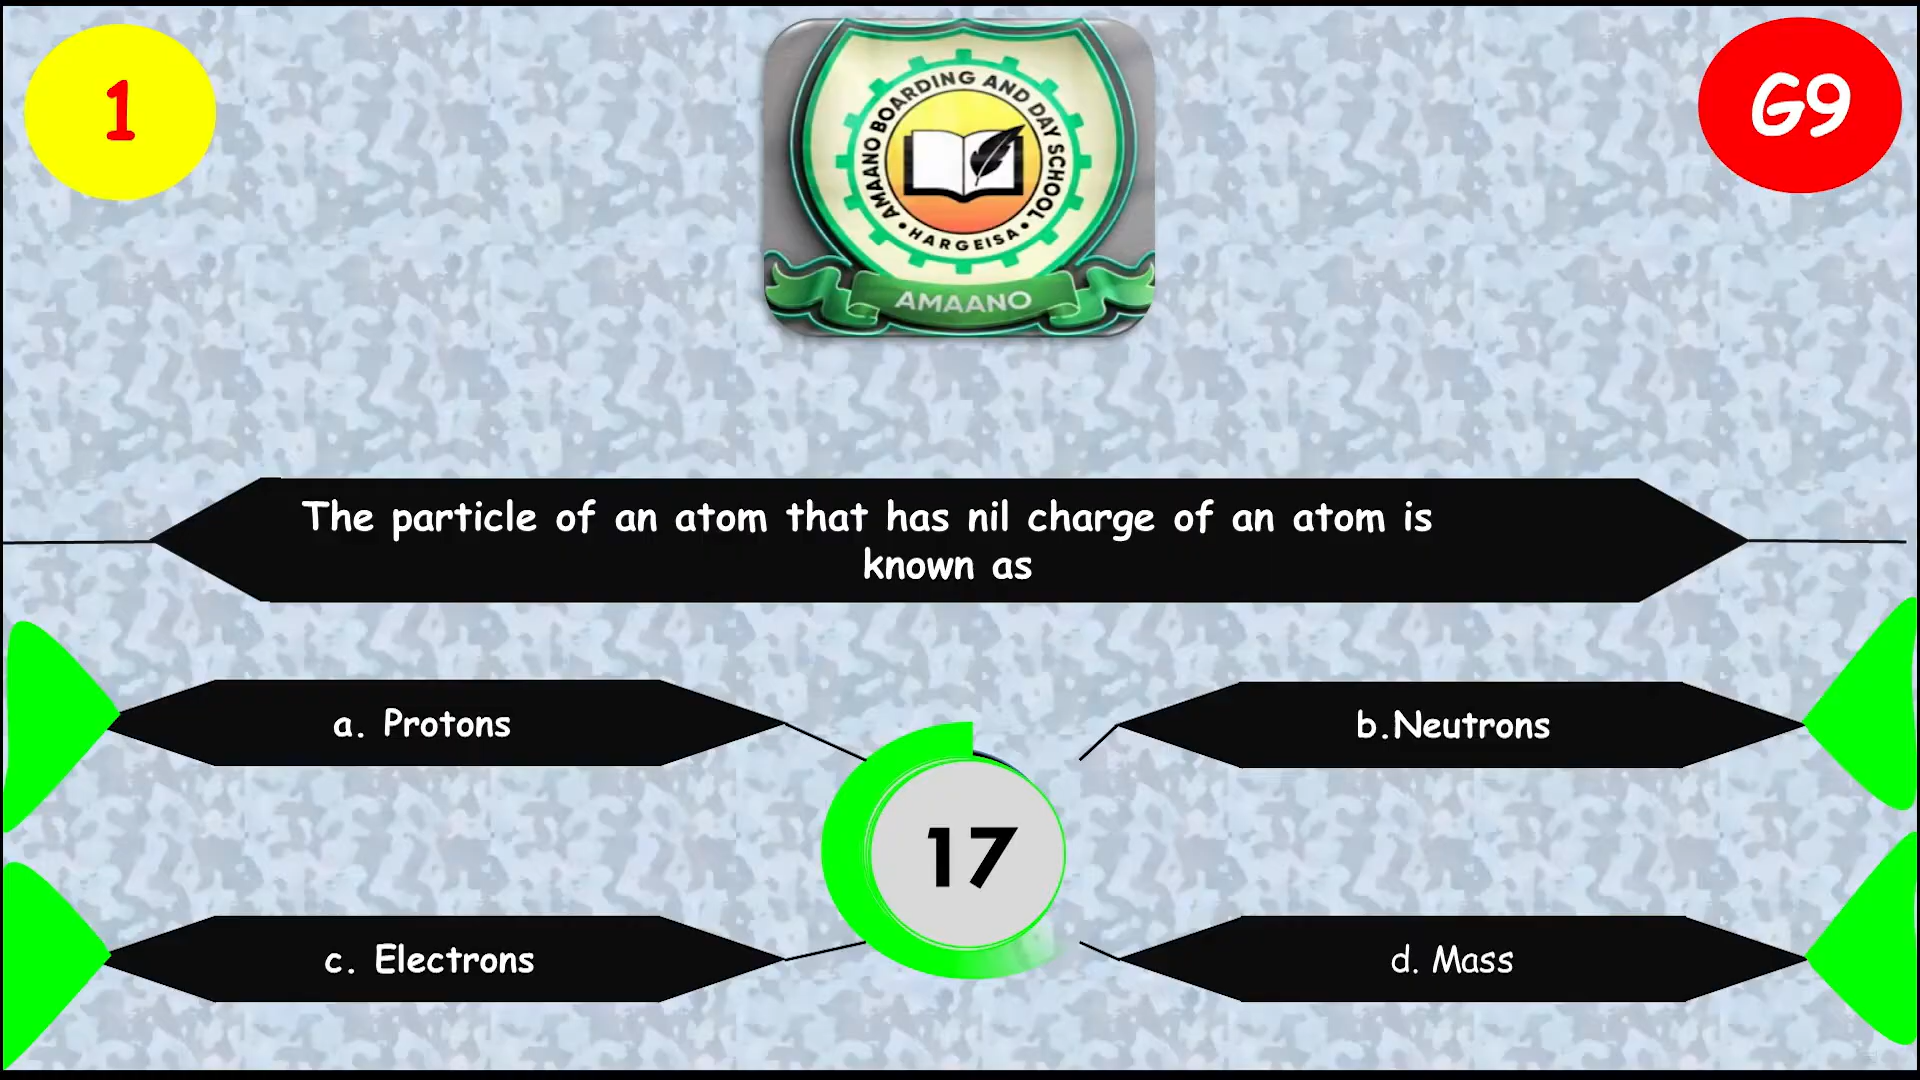 1
AMAANO BOARDING AND DAY SCHOOL
• HARGEISA •
AMAANO
G9
The particle of an atom that has nil charge of an atom is
known as
a. Protons
b.Neutrons
17
c. Electrons
d. Mass